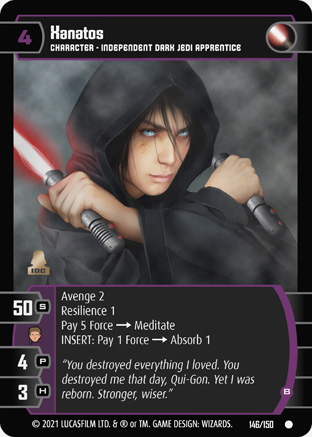 4
Xanatos
CHARACTER - INDEPENDENT DARK JEDI APPRENTICE
IDC
50 S
Avenge 2
Resilience 1
Pay 5 Force → Meditate
INSERT: Pay 1 Force → Absorb 1
4 P
3 H
“You destroyed everything I loved. You
destroyed me that day, Qui-Gon. Yet I was
reborn. Stronger, wiser.”
B
© 2021 LUCASFILM LTD. & ® or TM. GAME DESIGN: WIZARDS. 146/150